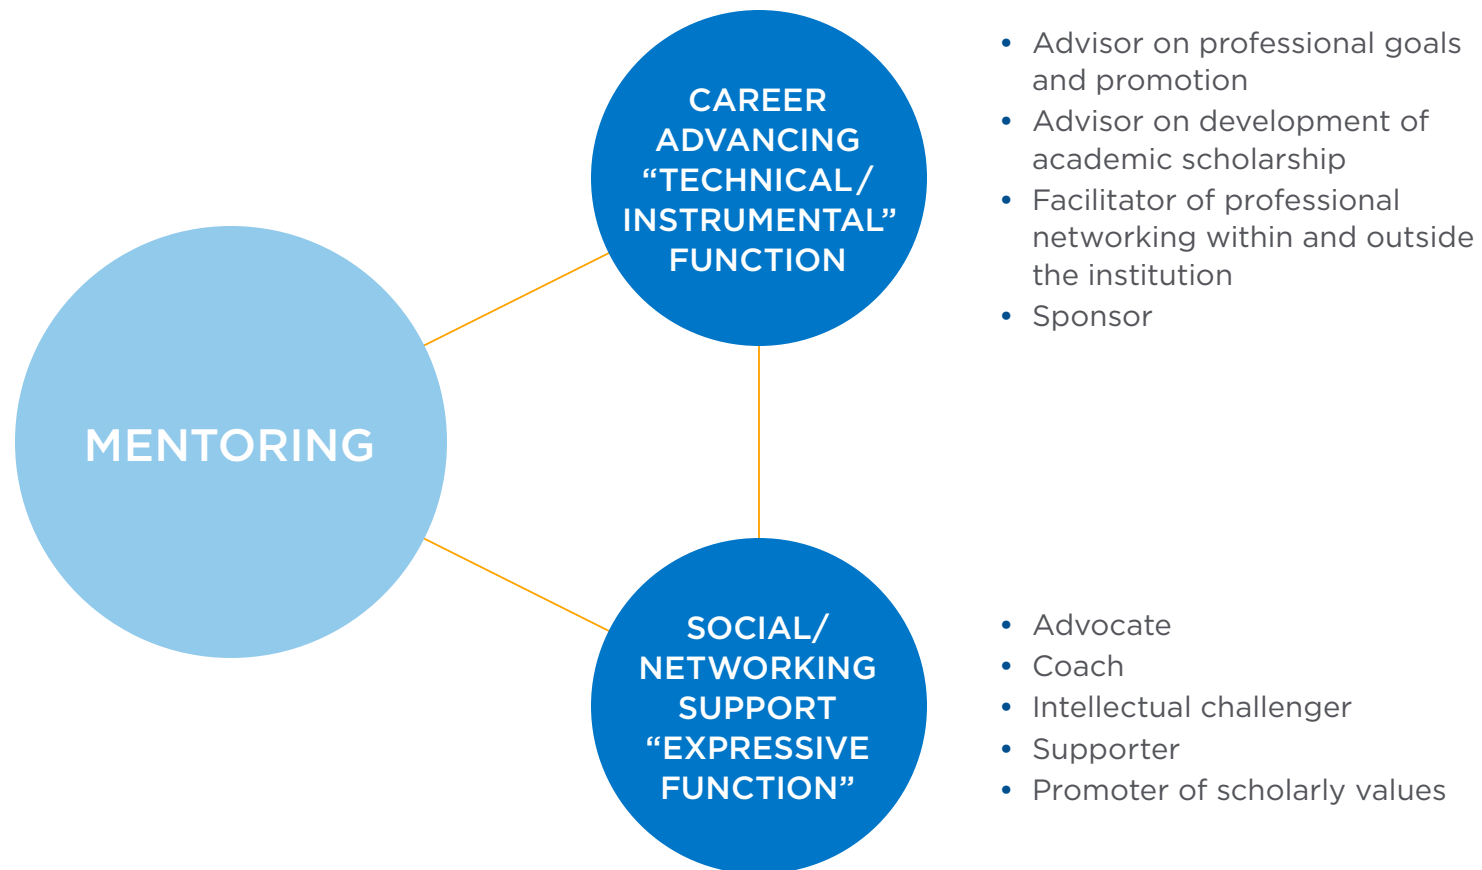 MENTORING
CAREER
ADVANCING
“TECHNICAL/
INSTRUMENTAL”
FUNCTION
• Advisor on professional goals
and promotion
• Advisor on development of
academic scholarship
• Facilitator of professional
networking within and outside
the institution
• Sponsor
SOCIAL/
NETWORKING
SUPPORT
“EXPRESSIVE
FUNCTION”
• Advocate
• Coach
• Intellectual challenger
• Supporter
• Promoter of scholarly values